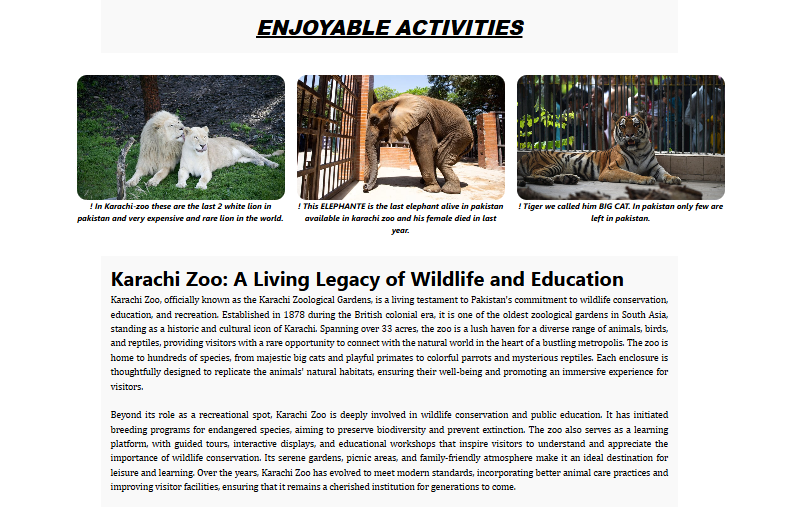 ENJOYABLE ACTIVITIES
! In Karachi-zoo these are the last 2 white lion in
pakistan and very expensive and rare lion in the world.
! This ELEPHANTE is the last elephant alive in pakistan
available in karachi zoo and his female died in last
year.
! Tiger we called him BIG CAT. In pakistan only few are
left in pakistan.
Karachi Zoo: A Living Legacy of Wildlife and Education
Karachi Zoo, officially known as the Karachi Zoological Gardens, is a living testament to Pakistan's commitment to wildlife conservation,
education, and recreation. Established in 1878 during the British colonial era, it is one of the oldest zoological gardens in South Asia,
standing as a historic and cultural icon of Karachi. Spanning over 33 acres, the zoo is a lush haven for a diverse range of animals, birds,
and reptiles, providing visitors with a rare opportunity to connect with the natural world in the heart of a bustling metropolis. The zoo is
home to hundreds of species, from majestic big cats and playful primates to colorful parrots and mysterious reptiles. Each enclosure is
thoughtfully designed to replicate the animals' natural habitats, ensuring their well-being and promoting an immersive experience for
visitors.
Beyond its role as a recreational spot, Karachi Zoo is deeply involved in wildlife conservation and public education. It has initiated
breeding programs for endangered species, aiming to preserve biodiversity and prevent extinction. The zoo also serves as a learning
platform, with guided tours, interactive displays, and educational workshops that inspire visitors to understand and appreciate the
importance of wildlife conservation. Its serene gardens, picnic areas, and family-friendly atmosphere make it an ideal destination for
leisure and learning. Over the years, Karachi Zoo has evolved to meet modern standards, incorporating better animal care practices and
improving visitor facilities, ensuring that it remains a cherished institution for generations to come.